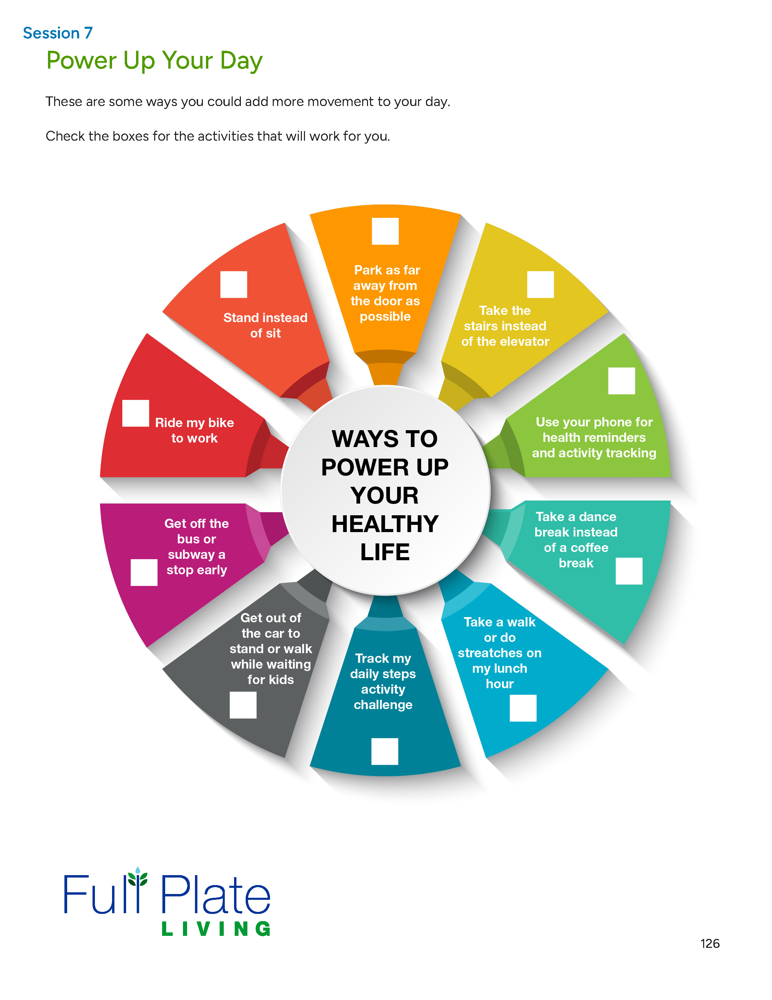 Session 7
Power Up Your Day
These are some ways you could add more movement to your day.
Check the boxes for the activities that will work for you.
Park as far
away from
the door as
possible
Take the
stairs instead
of the elevator
Use your phone for
health reminders
and activity tracking
Take a dance
break instead
of a coffee
break
Take a walk
or do
streatches on
my lunch
hour
Track my
daily steps
activity
challenge
Get out of
the car to
stand or walk
while waiting
for kids
Get off the
bus or
subway a
stop early
Ride my bike
to work
Stand instead
of sit
WAYS TO
POWER UP
YOUR
HEALTHY
LIFE
Full Plate
LIVING
126